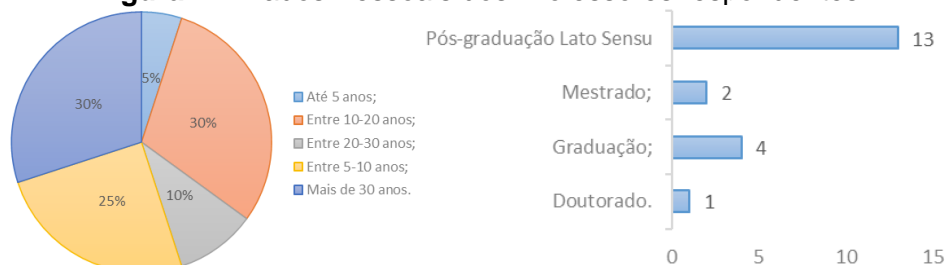 5%
30%
10%
25%
30%
Até 5 anos;
Entre 10-20 anos;
Entre 20-30 anos;
Entre 5-10 anos;
Mais de 30 anos.
Pós-graduação Lato Sensu
13
Mestrado;
2
Graduação;
4
Doutorado.
1
0 5 10 15